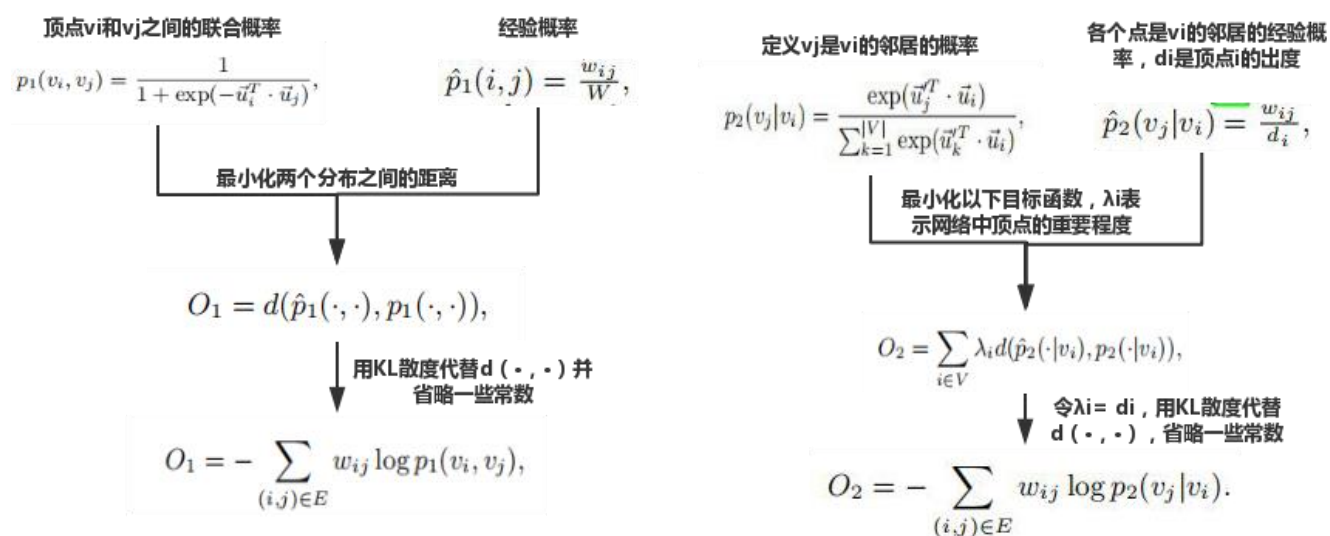 顶点vi和vj之间的联合概率
p₁(vᵢ, vⱼ) = 1 / (1 + exp(−u⃗ᵢᵀ · u⃗ⱼ)),
经验概率
p̂₁(i, j) = wᵢⱼ / W,
最小化两个分布之间的距离
O₁ = d(p̂₁(·,·), p₁(·,·)),
用KL散度代替d（•，•）并
省略一些常数
O₁ = − ∑_{(i,j)∈E} wᵢⱼ log p₁(vᵢ, vⱼ),
定义vj是vi的邻居的概率
p₂(vⱼ|vᵢ) = exp(u⃗′ⱼᵀ · u⃗ᵢ) / ∑_{k=1}^{|V|} exp(u⃗′ₖᵀ · u⃗ᵢ),
各个点是vi的邻居的经验概
率，di是顶点i的出度
p̂₂(vⱼ|vᵢ) = wᵢⱼ / dᵢ,
最小化以下目标函数，λi表
示网络中顶点的重要程度
O₂ = ∑_{i∈V} λᵢ d(p̂₂(·|vᵢ), p₂(·|vᵢ)),
令λi= di，用KL散度代替
d（•，•），省略一些常数
O₂ = − ∑_{(i,j)∈E} wᵢⱼ log p₂(vⱼ|vᵢ).